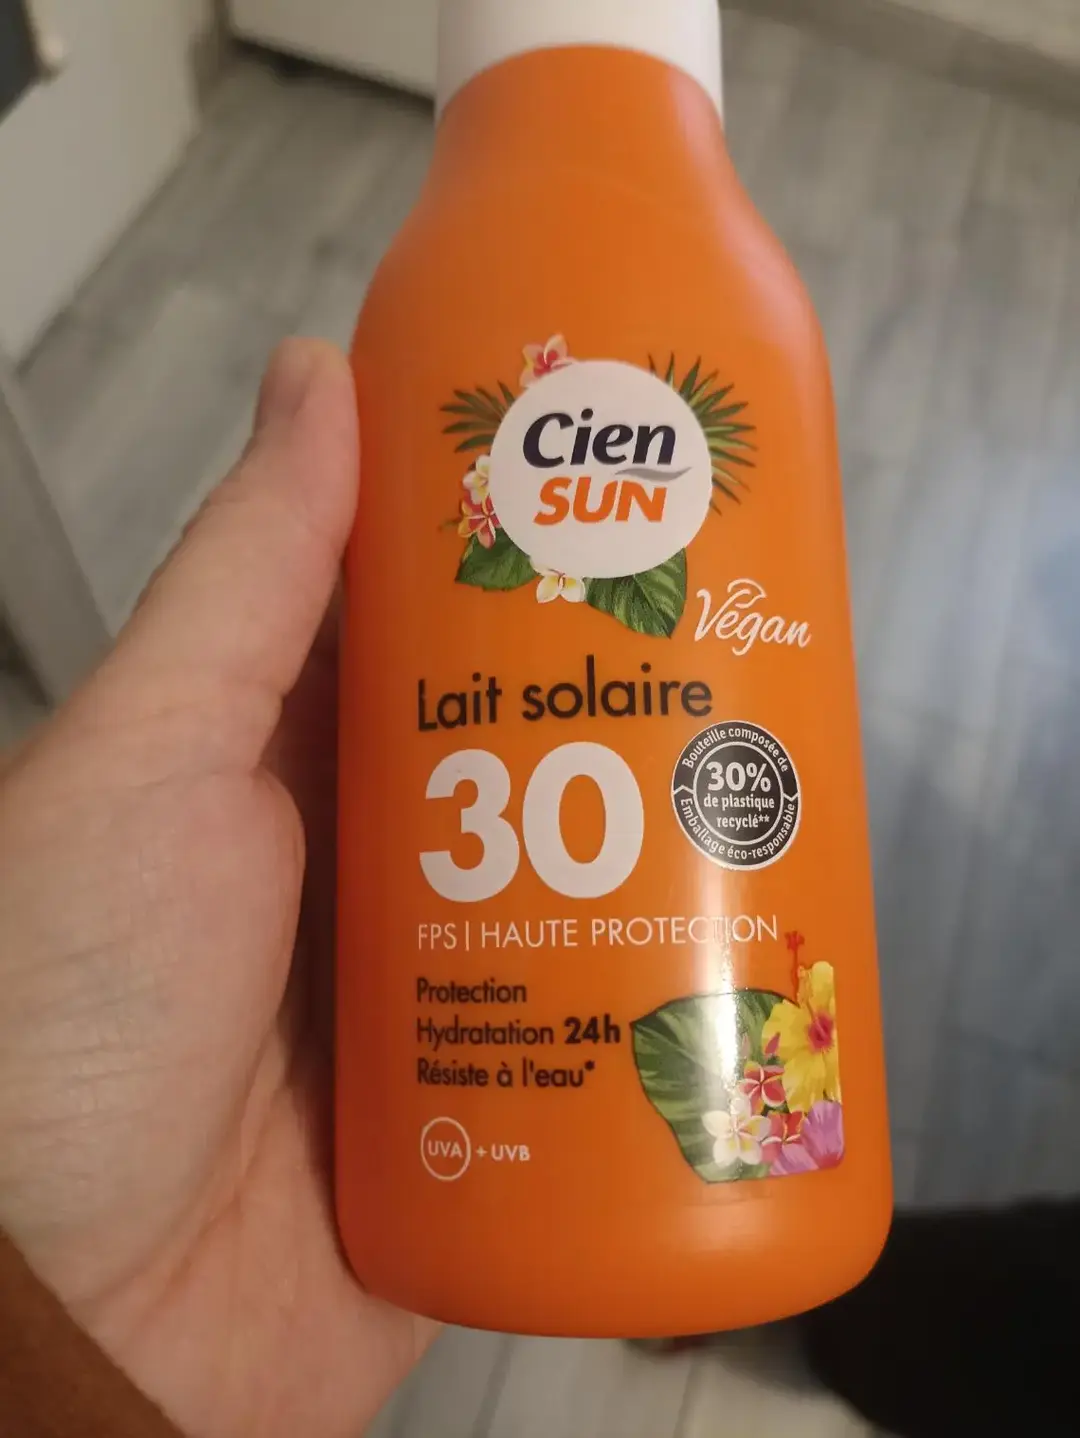 Cien
SUN
Vegan
Lait solaire
30
Bouteille composée de
30%
de plastique
recyclé**
Emballage éco-responsable
FPS | HAUTE PROTECTION
Protection
Hydratation 24h
Résiste à l'eau*
UVA + UVB